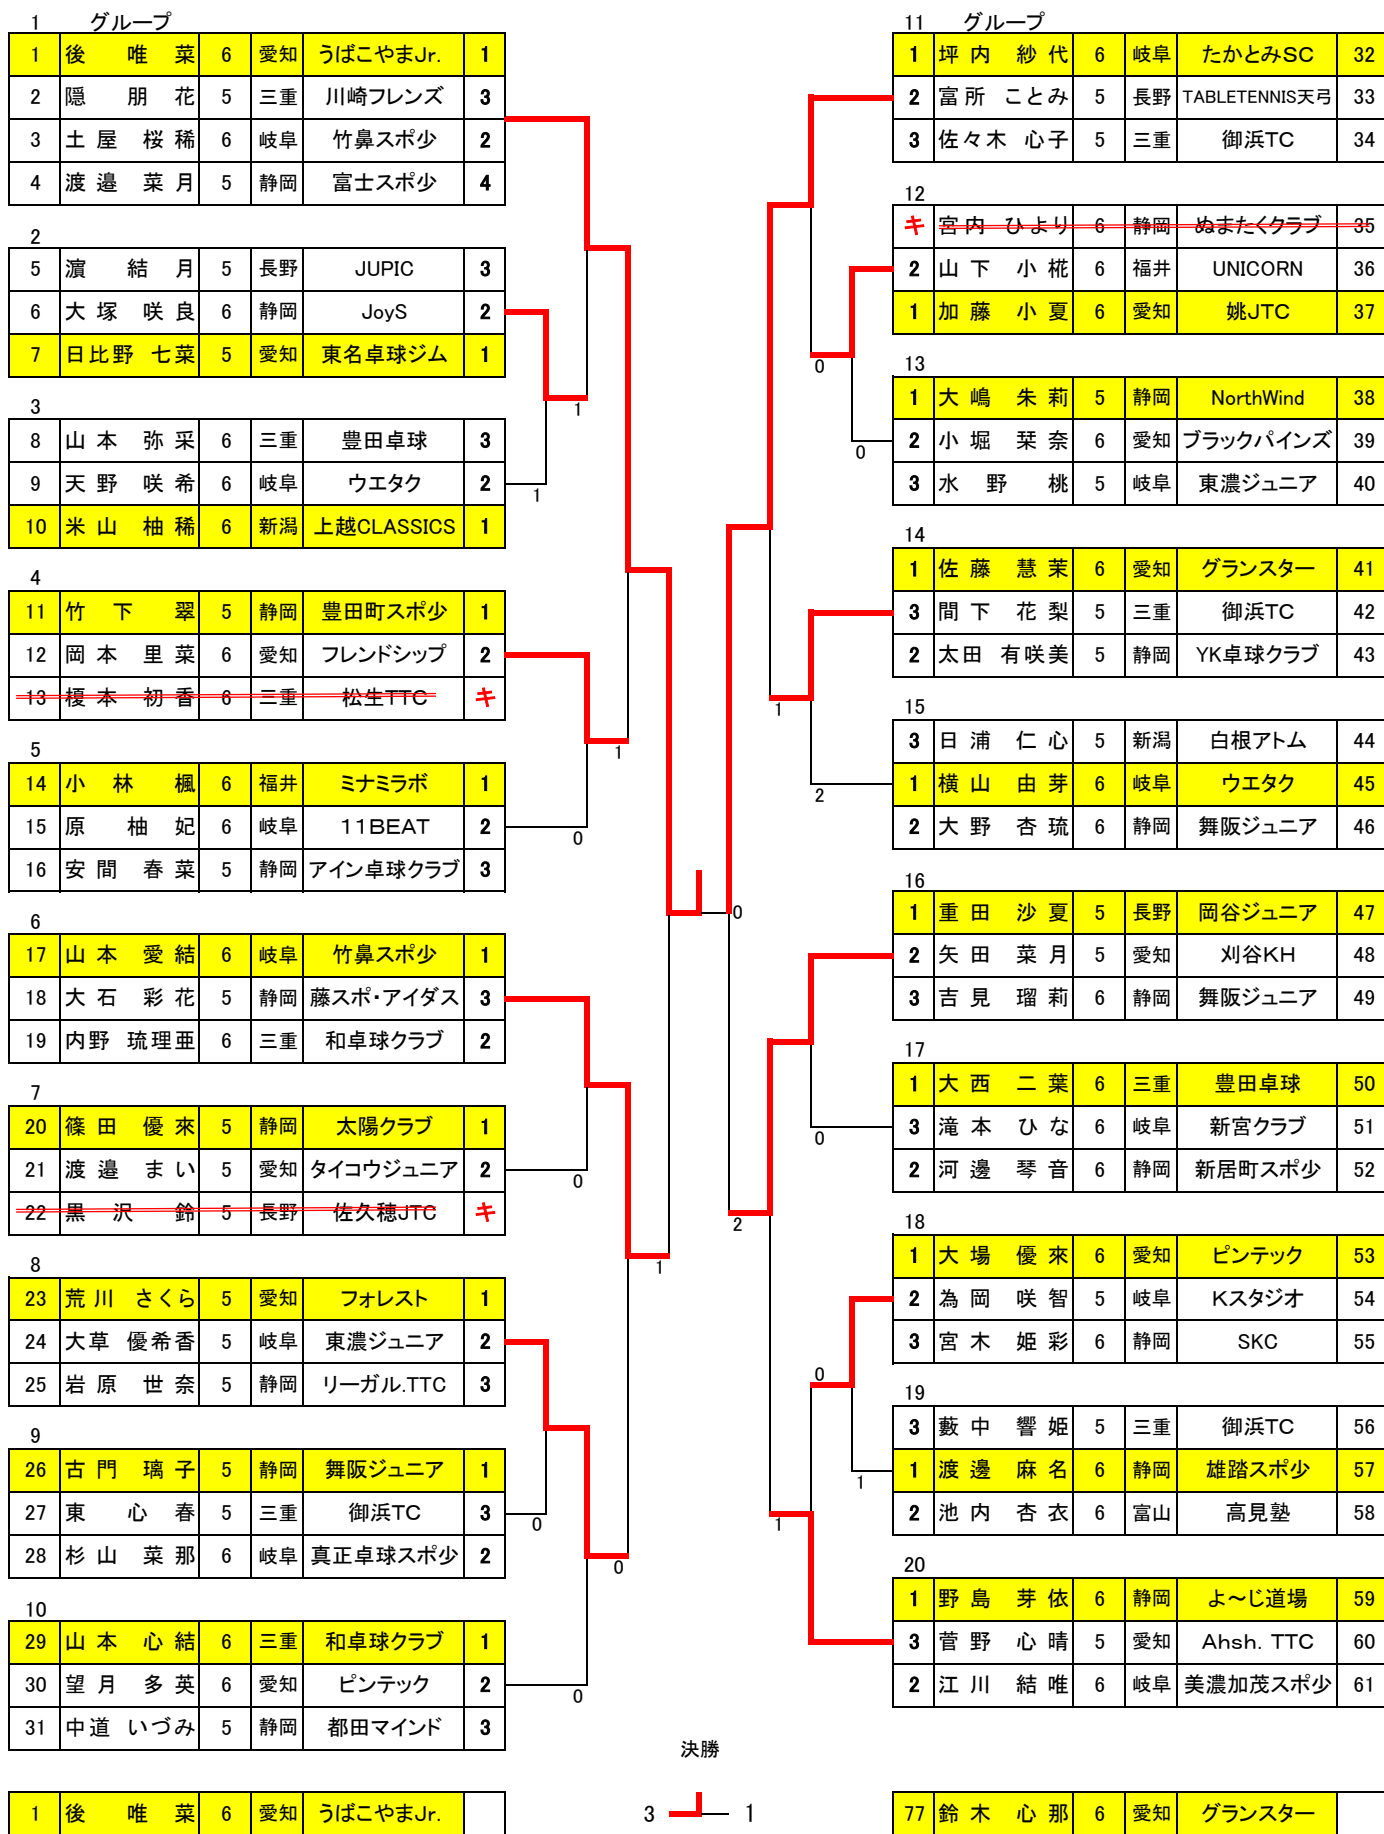 1 グループ
1 後 唯菜 6 愛知 うばこやまJr. 1
2 隠 朋花 5 三重 川崎フレンズ 3
3 土屋 桜稀 6 岐阜 竹鼻スポ少 2
4 渡邉 菜月 5 静岡 富士スポ少 4
2
5 濵 結月 5 長野 JUPIC 3
6 大塚 咲良 6 静岡 JoyS 2
7 日比野 七菜 5 愛知 東名卓球ジム 1
1
3
8 山本 弥采 6 三重 豊田卓球 3
9 天野 咲希 6 岐阜 ウエタク 2
1
10 米山 柚稀 6 新潟 上越CLASSICS 1
4
11 竹下 翠 5 静岡 豊田町スポ少 1
12 岡本 里菜 6 愛知 フレンドシップ 2
13 榎本 初香 6 三重 松生TTC キ
1
5
14 小林 楓 6 福井 ミナミラボ 1
15 原 柚妃 6 岐阜 11BEAT 2
0
16 安間 春菜 5 静岡 アイン卓球クラブ 3
6
17 山本 愛結 6 岐阜 竹鼻スポ少 1
18 大石 彩花 5 静岡 藤スポ・アイダス 3
19 内野 琉理亜 6 三重 和卓球クラブ 2
7
20 篠田 優來 5 静岡 太陽クラブ 1
21 渡邉 まい 5 愛知 タイコウジュニア 2
0
22 黒沢 鈴 5 長野 佐久穂JTC キ
1
8
23 荒川 さくら 5 愛知 フォレスト 1
24 大草 優希香 5 岐阜 東濃ジュニア 2
25 岩原 世奈 5 静岡 リーガル.TTC 3
9
26 古門 璃子 5 静岡 舞阪ジュニア 1
27 東 心春 5 三重 御浜TC 3
0
28 杉山 菜那 6 岐阜 真正卓球スポ少 2
0
10
29 山本 心結 6 三重 和卓球クラブ 1
30 望月 多英 6 愛知 ピンテック 2
0
31 中道 いづみ 5 静岡 都田マインド 3
11 グループ
1 坪内 紗代 6 岐阜 たかとみSC 32
2 富所 ことみ 5 長野 TABLETENNIS天弓 33
3 佐々木 心子 5 三重 御浜TC 34
12
キ 宮内 ひより 6 静岡 ぬまたくクラブ 35
2 山下 小椛 6 福井 UNICORN 36
1 加藤 小夏 6 愛知 姚JTC 37
0
13
1 大嶋 朱莉 5 静岡 NorthWind 38
2 小堀 栞奈 6 愛知 ブラックパインズ 39
0
3 水野 桃 5 岐阜 東濃ジュニア 40
14
1 佐藤 慧茉 6 愛知 グランスター 41
3 間下 花梨 5 三重 御浜TC 42
2 太田 有咲美 5 静岡 YK卓球クラブ 43
1
15
3 日浦 仁心 5 新潟 白根アトム 44
1 横山 由芽 6 岐阜 ウエタク 45
2
2 大野 杏琉 6 静岡 舞阪ジュニア 46
16
1 重田 沙夏 5 長野 岡谷ジュニア 47
0
2 矢田 菜月 5 愛知 刈谷KH 48
3 吉見 瑠莉 6 静岡 舞阪ジュニア 49
17
1 大西 二葉 6 三重 豊田卓球 50
3 滝本 ひな 6 岐阜 新宮クラブ 51
0
2 河邊 琴音 6 静岡 新居町スポ少 52
2
18
1 大場 優來 6 愛知 ピンテック 53
2 為岡 咲智 5 岐阜 Kスタジオ 54
3 宮木 姫彩 6 静岡 SKC 55
0
19
3 藪中 響姫 5 三重 御浜TC 56
1 渡邊 麻名 6 静岡 雄踏スポ少 57
1
2 池内 杏衣 6 富山 高見塾 58
1
20
1 野島 芽依 6 静岡 よ~じ道場 59
3 菅野 心晴 5 愛知 Ahsh. TTC 60
2 江川 結唯 6 岐阜 美濃加茂スポ少 61
決勝
1 後 唯菜 6 愛知 うばこやまJr.
3 1
77 鈴木 心那 6 愛知 グランスター